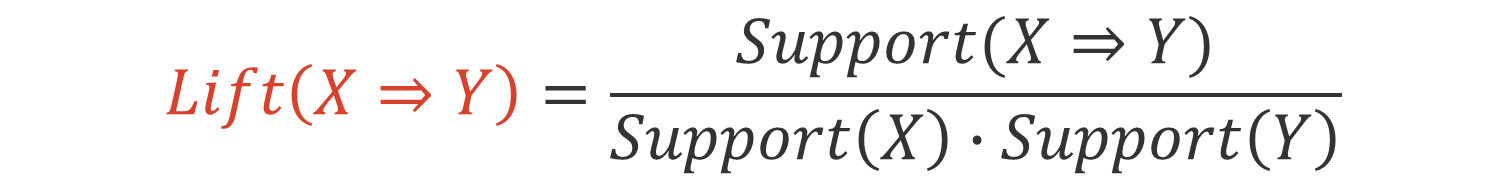 Lift(X ⇒ Y) = Support(X ⇒ Y) / Support(X) · Support(Y)